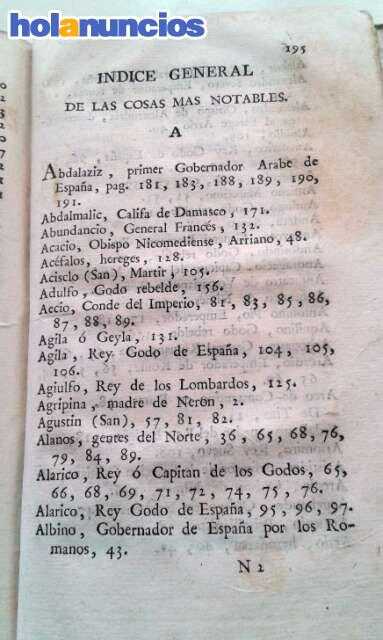 holanuncios
195
INDICE GENERAL
DE LAS COSAS MAS NOTABLES.
A
Abdalaziz, primer Gobernador Arabe de
España, pag. 181, 183, 188, 189, 190,
191.
Abdalmalic, Califa de Damasco, 171.
Abundancio, General Francés, 132.
Acacio, Obispo Nicomediense, Arriano, 48.
Acéfalos, hereges, 128.
Acisclo (San), Martir, 105.
Adulfo, Godo rebelde, 156.
Aecio, Conde del Imperio, 81, 83, 85, 86,
87, 88, 89.
Agila ó Geyla, 131.
Agila, Rey Godo de España, 104, 105,
106.
Agiulfo, Rey de los Lombardos, 125.
Agripina, madre de Nerón, 2.
Agustin (San), 57, 81, 82.
Alanos, gentes del Norte, 36, 65, 68, 76,
79, 84, 89.
Alarico, Rey ó Capitan de los Godos, 65,
66, 68, 69, 71, 72, 74, 75, 76.
Alarico, Rey Godo de España, 95, 96, 97.
Albino, Gobernador de España por los Ro-
manos, 43.
N 2